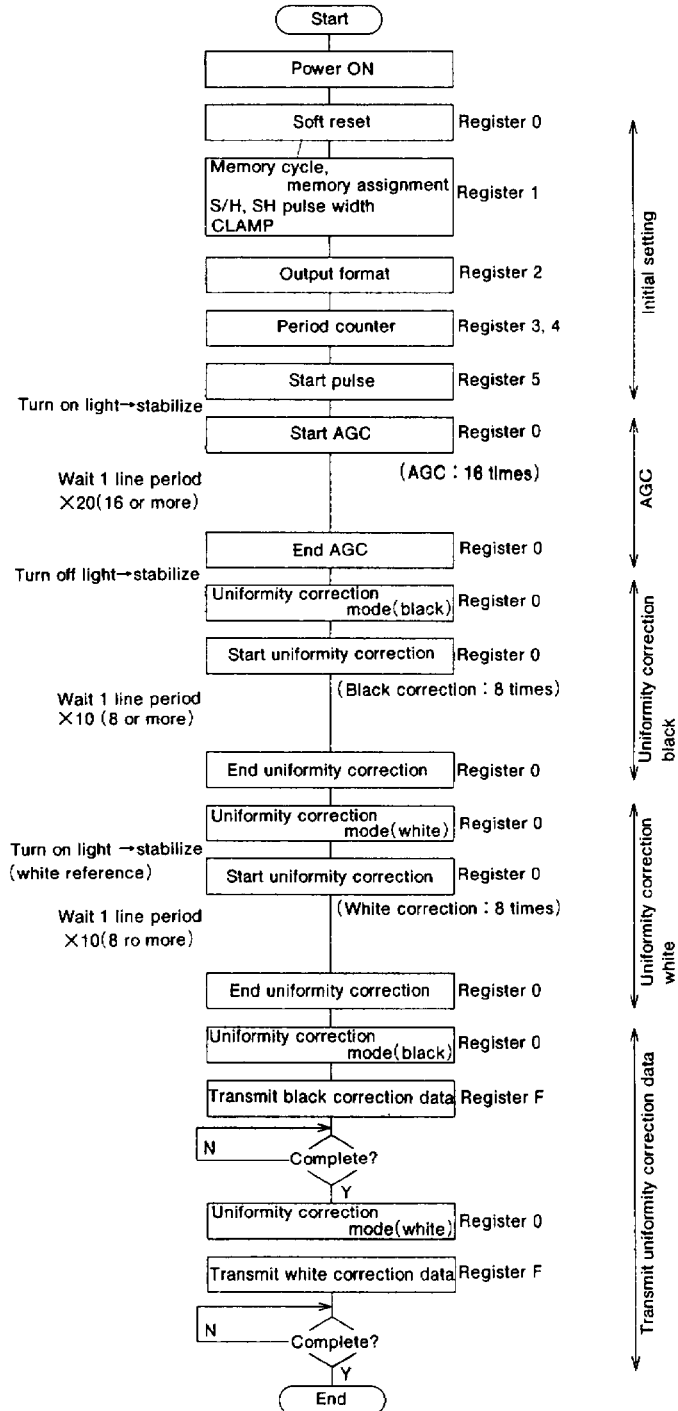 Start
Power ON
Soft reset Register 0
Memory cycle,
memory assignment
S/H, SH pulse width
CLAMP
Register 1
Output format Register 2
Period counter Register 3, 4
Start pulse Register 5
Initial setting
Turn on light→stabilize
Start AGC Register 0
(AGC : 16 times)
Wait 1 line period
×20(16 or more)
End AGC Register 0
AGC
Turn off light→stabilize
Uniformity correction
mode(black) Register 0
Start uniformity correction Register 0
(Black correction : 8 times)
Wait 1 line period
×10 (8 or more)
End uniformity correction Register 0
Uniformity correction
black
Uniformity correction
mode(white) Register 0
Turn on light →stabilize
(white reference)
Start uniformity correction Register 0
(White correction : 8 times)
Wait 1 line period
×10(8 ro more)
End uniformity correction Register 0
Uniformity correction
white
Uniformity correction
mode(black) Register 0
Transmit black correction data Register F
N
Complete?
Y
Uniformity correction
mode(white) Register 0
Transmit white correction data Register F
N
Complete?
Y
Transmit uniformity correction data
End